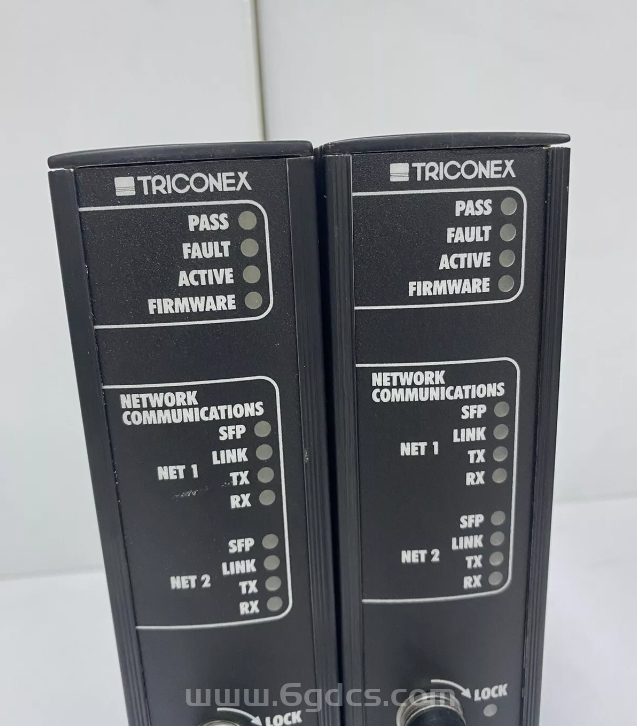 TRICONEX
PASS
FAULT
ACTIVE
FIRMWARE
NETWORK
COMMUNICATIONS
SFP
LINK
NET 1
TX
RX
SFP
LINK
NET 2
TX
RX
LOCK
TRICONEX
PASS
FAULT
ACTIVE
FIRMWARE
NETWORK
COMMUNICATIONS
SFP
LINK
NET 1
TX
RX
SFP
LINK
NET 2
TX
RX
LOCK
www.6gdcs.com